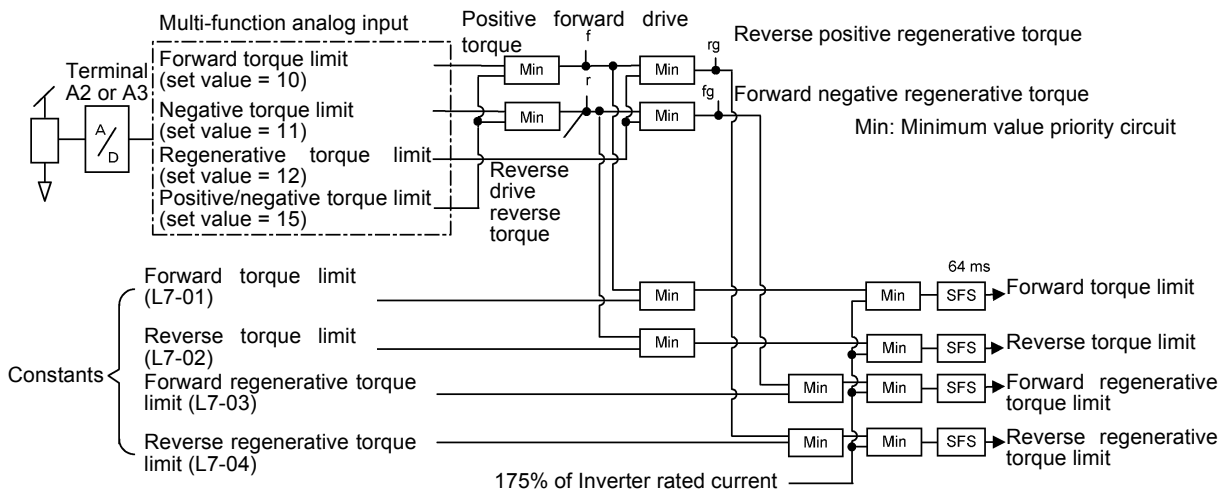 Multi-function analog input
Terminal
A2 or A3
A
D
Forward torque limit
(set value = 10)
Negative torque limit
(set value = 11)
Regenerative torque limit
(set value = 12)
Positive/negative torque limit
(set value = 15)
Positive forward drive
torque
f
r
Min
Min
Min
Min
rg
fg
Reverse positive regenerative torque
Forward negative regenerative torque
Min: Minimum value priority circuit
Reverse
drive
reverse
torque
Constants
Forward torque limit
(L7-01)
Reverse torque limit
(L7-02)
Forward regenerative torque
limit (L7-03)
Reverse regenerative torque
limit (L7-04)
64 ms
Min
Min
SFS
Forward torque limit
Min
Min
SFS
Reverse torque limit
Min
Min
SFS
Forward regenerative
torque limit
Min
Min
SFS
Reverse regenerative
torque limit
175% of Inverter rated current